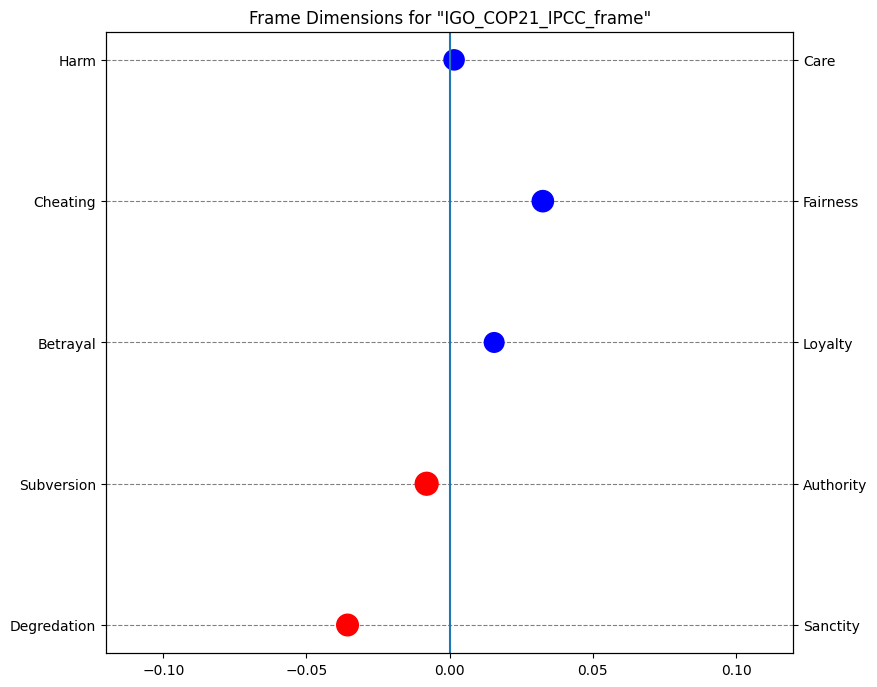 Frame Dimensions for "IGO_COP21_IPCC_frame"
Harm
Care
Cheating
Fairness
Betrayal
Loyalty
Subversion
Authority
Degredation
Sanctity
−0.10
−0.05
0.00
0.05
0.10